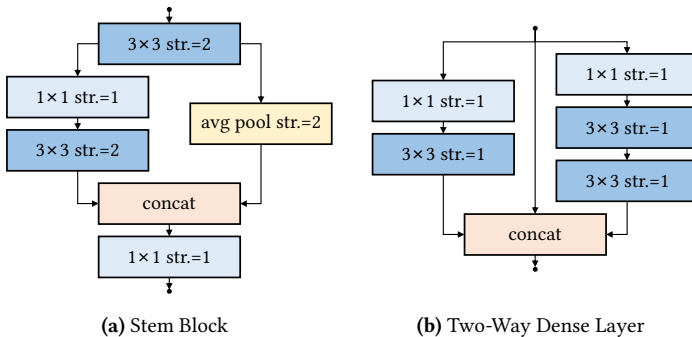 3×3 str.=2
1×1 str.=1
3×3 str.=2
avg pool str.=2
concat
1×1 str.=1
(a) Stem Block
1×1 str.=1
3×3 str.=1
1×1 str.=1
3×3 str.=1
3×3 str.=1
concat
(b) Two-Way Dense Layer